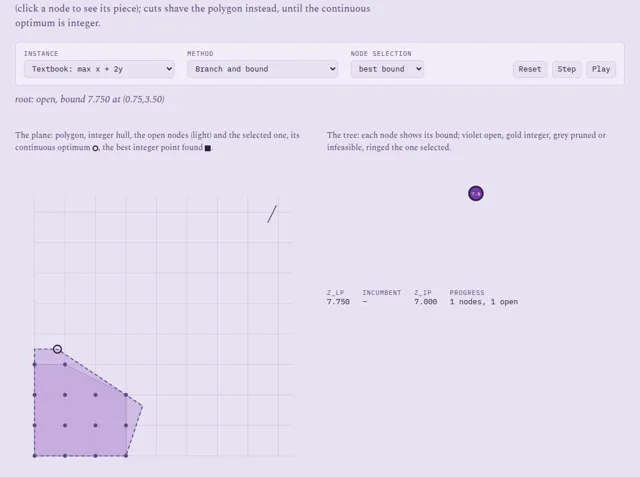 (click a node to see its piece); cuts shave the polygon instead, until the continuous
optimum is integer.
INSTANCE METHOD NODE SELECTION
Textbook: max x + 2y Branch and bound best bound Reset Step Play
root: open, bound 7.750 at (0.75,3.50)
The plane: polygon, integer hull, the open nodes (light) and the selected one, its
continuous optimum , the best integer point found .
The tree: each node shows its bound; violet open, gold integer, grey pruned or
infeasible, ringed the one selected.
7.8
Z_LP INCUMBENT Z_IP PROGRESS
7.750 – 7.000 1 nodes, 1 open